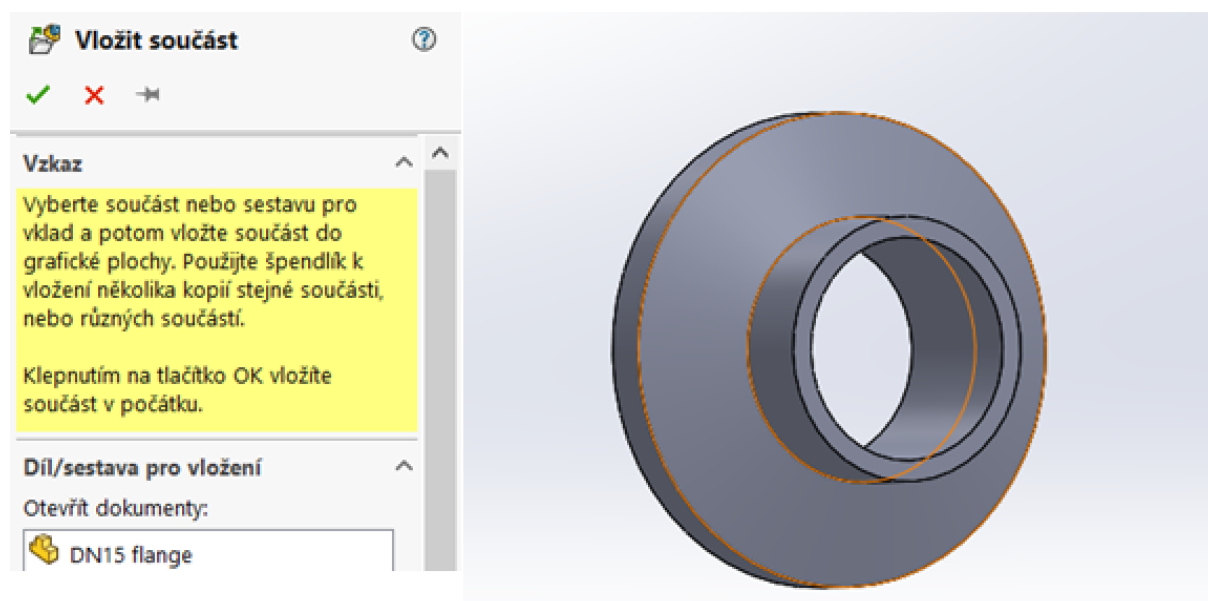 Vložit součást
Vzkaz
Vyberte součást nebo sestavu pro
vklad a potom vložte součást do
grafické plochy. Použijte špendlík k
vložení několika kopií stejné součásti,
nebo různých součástí.
Klepnutím na tlačítko OK vložíte
součást v počátku.
Díl/sestava pro vložení
Otevřít dokumenty:
DN15 flange